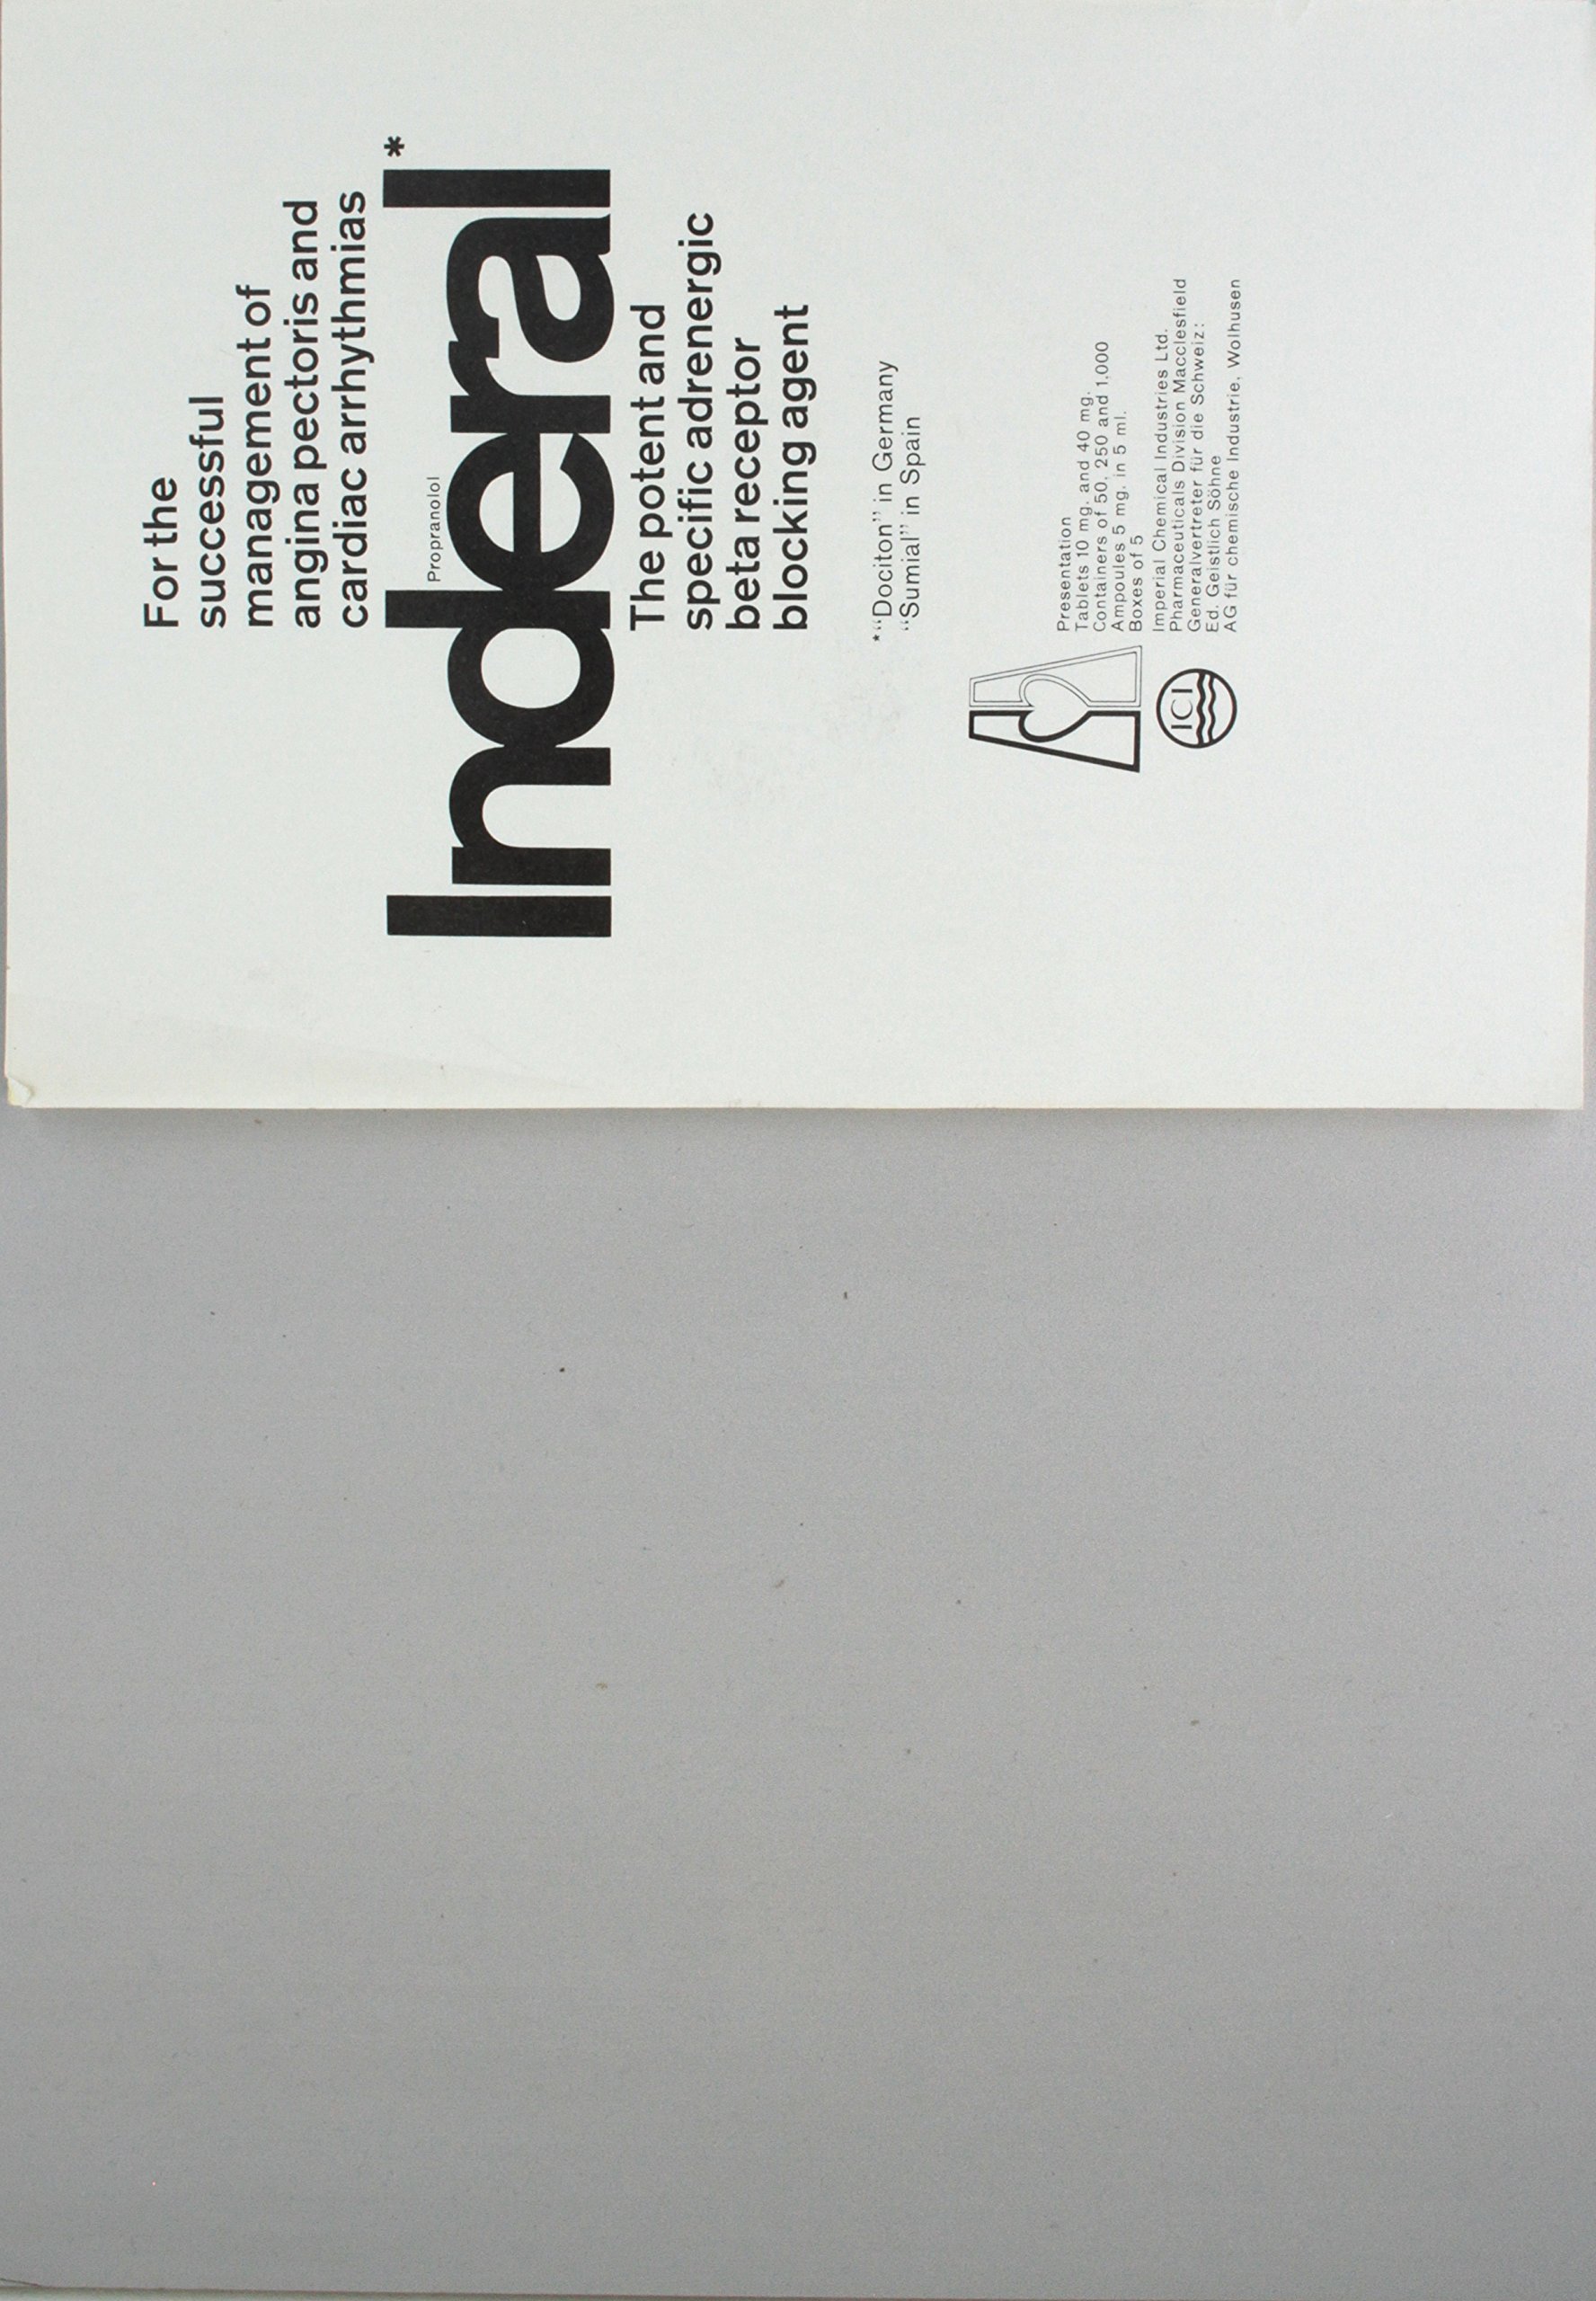 For the
successful
management of
angina pectoris and
cardiac arrhythmias
Propranolol
Inderal*
The potent and
specific adrenergic
beta receptor
blocking agent
*“Dociton” in Germany
“Sumial” in Spain
Presentation
Tablets 10 mg. and 40 mg.
Containers of 50, 250 and 1,000
Ampoules 5 mg. in 5 ml.
Boxes of 5
ICI
Imperial Chemical Industries Ltd.
Pharmaceuticals Division Macclesfield
Generalvertreter für die Schweiz:
Ed. Geistlich Söhne
AG für chemische Industrie, Wolhusen